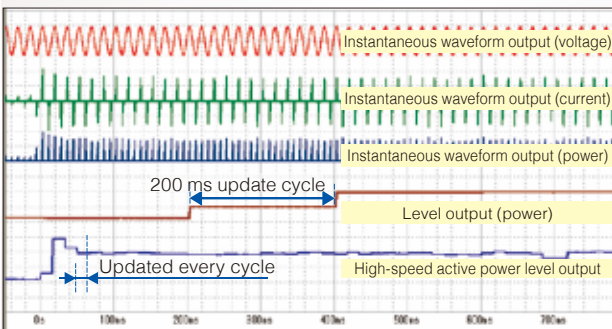 Instantaneous waveform output (voltage)
Instantaneous waveform output (current)
Instantaneous waveform output (power)
200 ms update cycle
Level output (power)
Updated every cycle
High-speed active power level output
0s 100ms 200ms 300ms 400ms 500ms 600ms 700ms